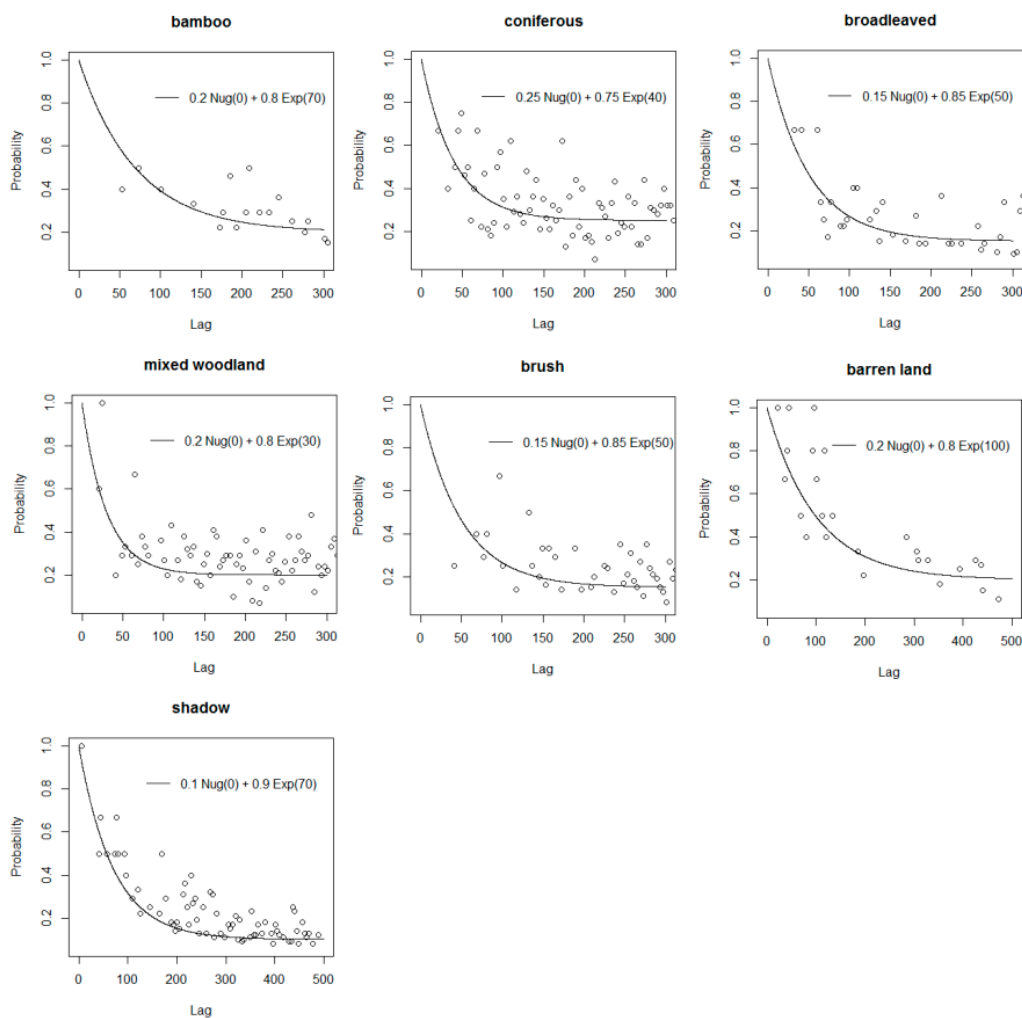 bamboo
0.2 Nug(0) + 0.8 Exp(70)
Probability
1.0
0.8
0.6
0.4
0.2
0 50 100 150 200 250 300
Lag
coniferous
0.25 Nug(0) + 0.75 Exp(40)
Probability
1.0
0.8
0.6
0.4
0.2
0 50 100 150 200 250 300
Lag
broadleaved
0.15 Nug(0) + 0.85 Exp(50)
Probability
1.0
0.8
0.6
0.4
0.2
0 50 100 150 200 250 300
Lag
mixed woodland
0.2 Nug(0) + 0.8 Exp(30)
Probability
1.0
0.8
0.6
0.4
0.2
0 50 100 150 200 250 300
Lag
brush
0.15 Nug(0) + 0.85 Exp(50)
Probability
1.0
0.8
0.6
0.4
0.2
0 50 100 150 200 250 300
Lag
barren land
0.2 Nug(0) + 0.8 Exp(100)
Probability
1.0
0.8
0.6
0.4
0.2
0 100 200 300 400 500
Lag
shadow
0.1 Nug(0) + 0.9 Exp(70)
Probability
1.0
0.8
0.6
0.4
0.2
0 100 200 300 400 500
Lag